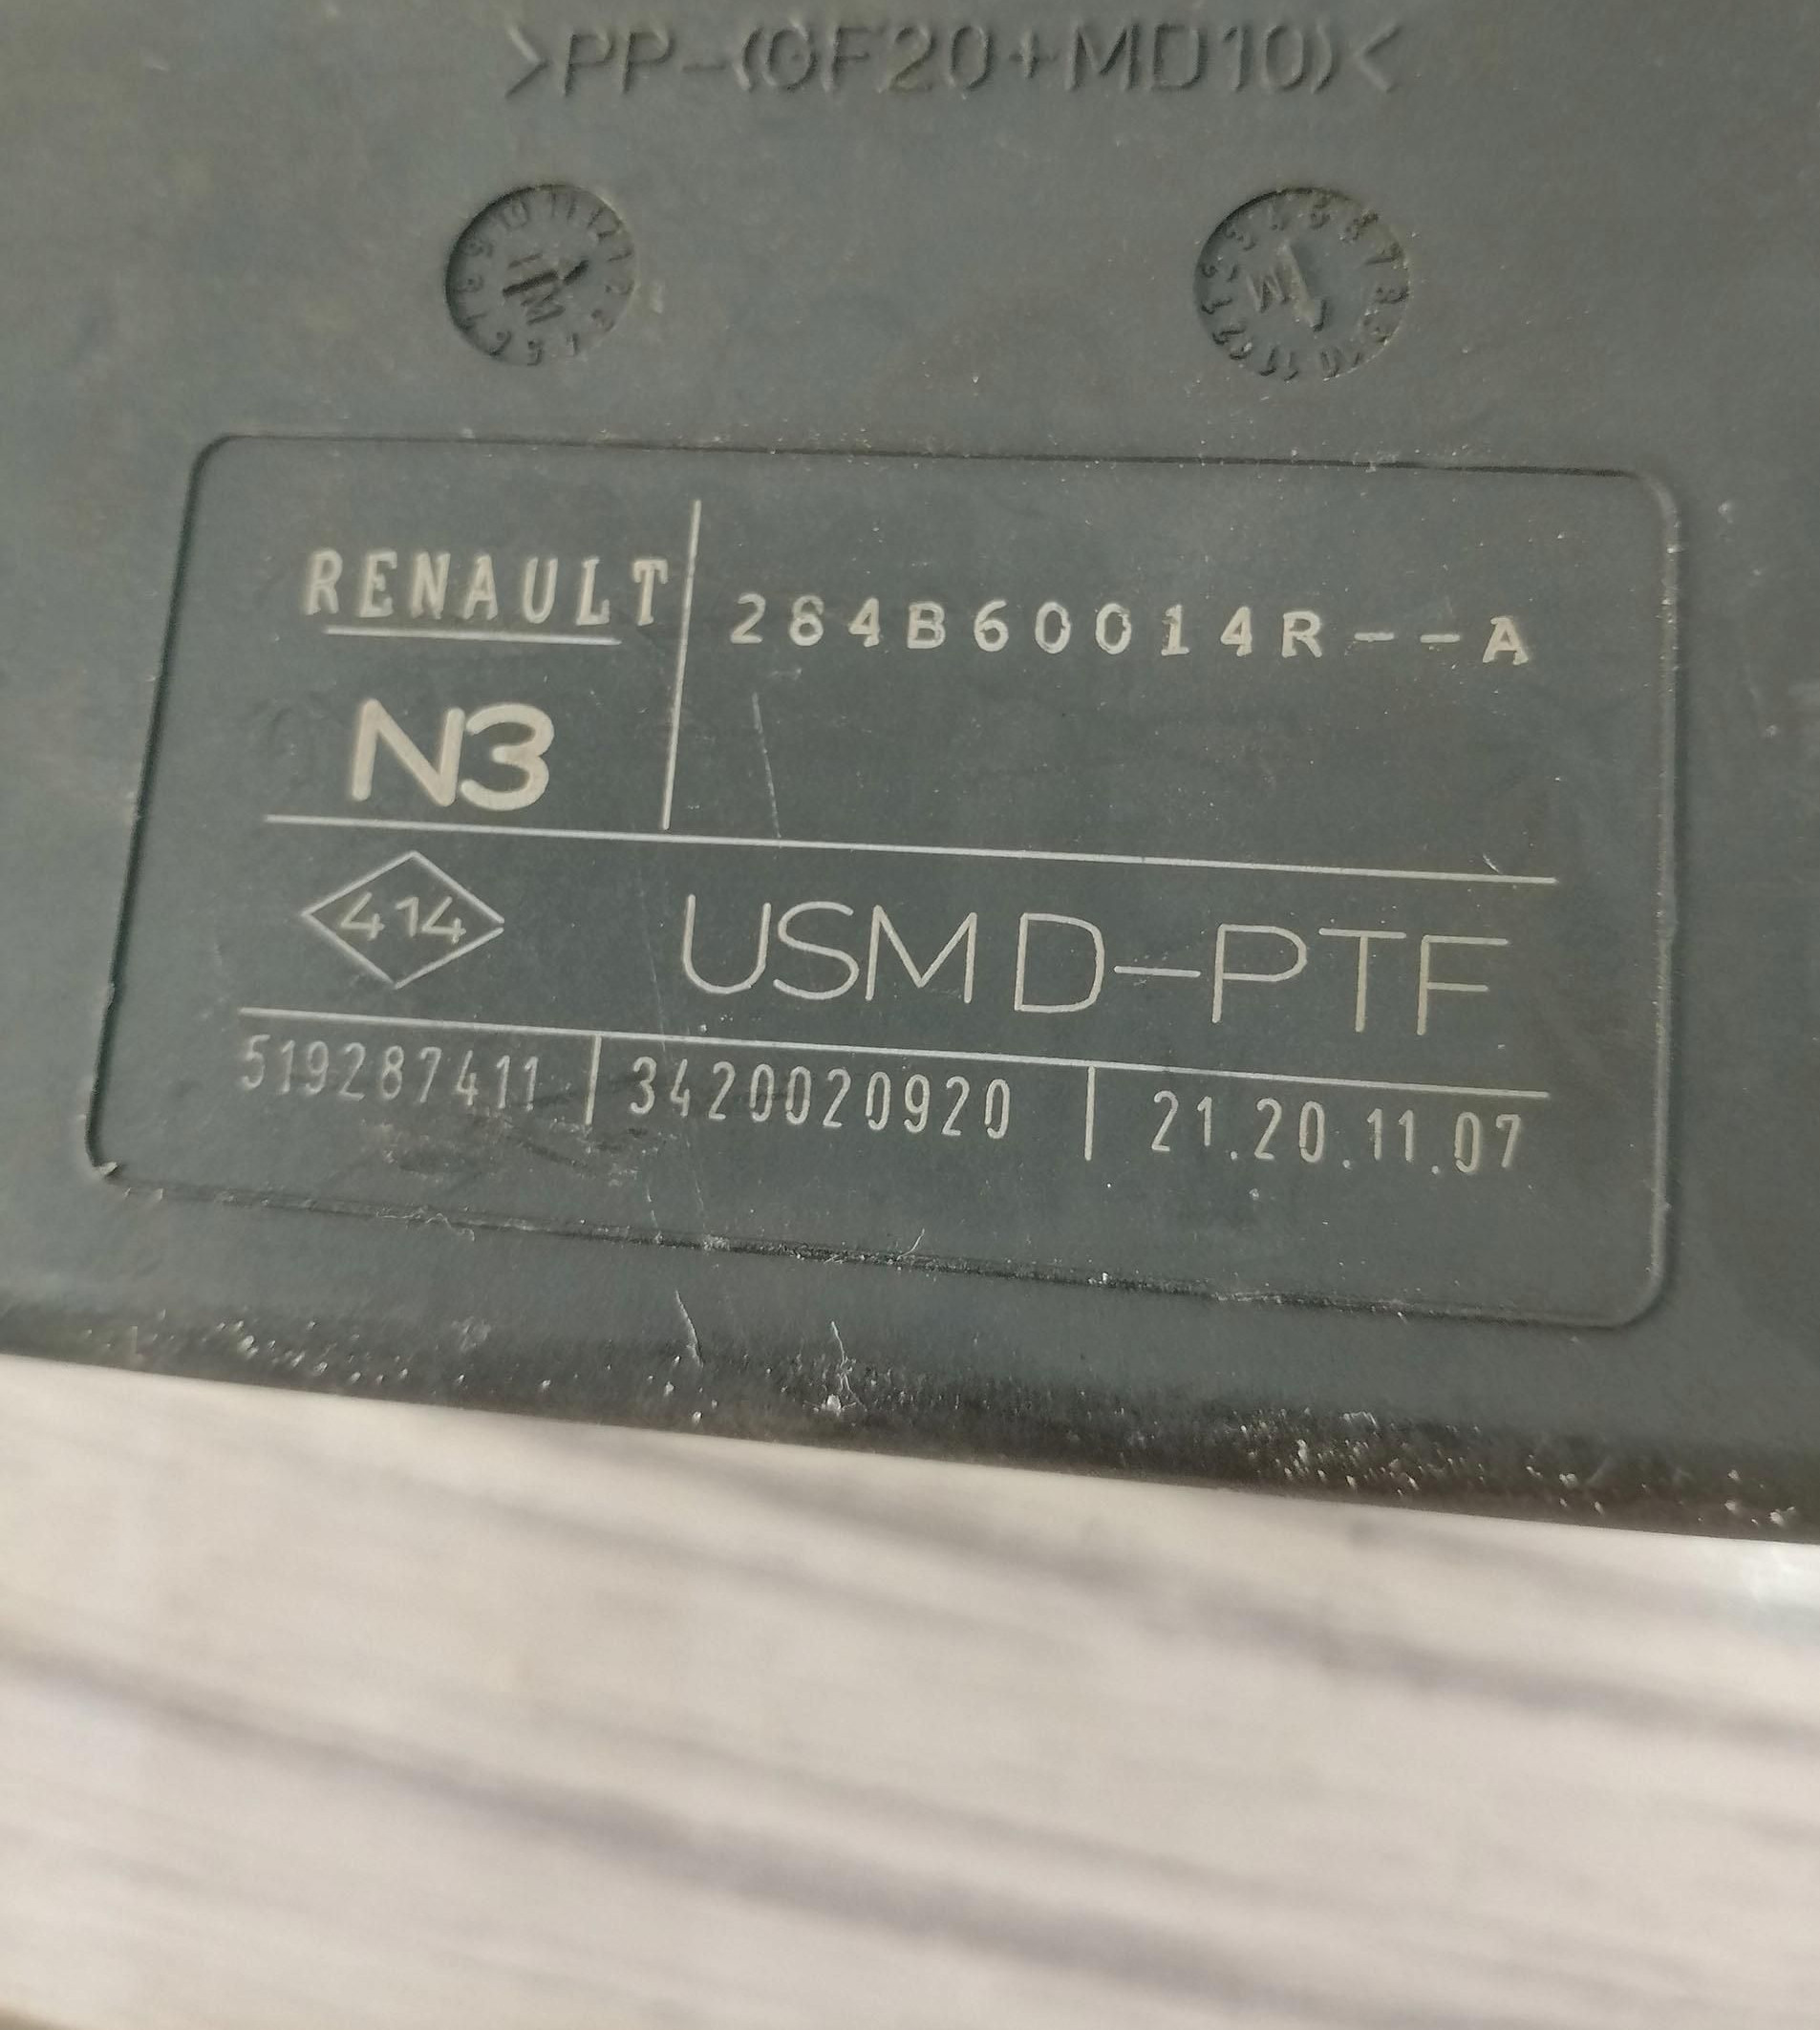 >PP-(GF20+MD10)<
RENAULT
284B60014R--A
N3
414
USM D-PTF
519287411
3420020920
21.20.11.07